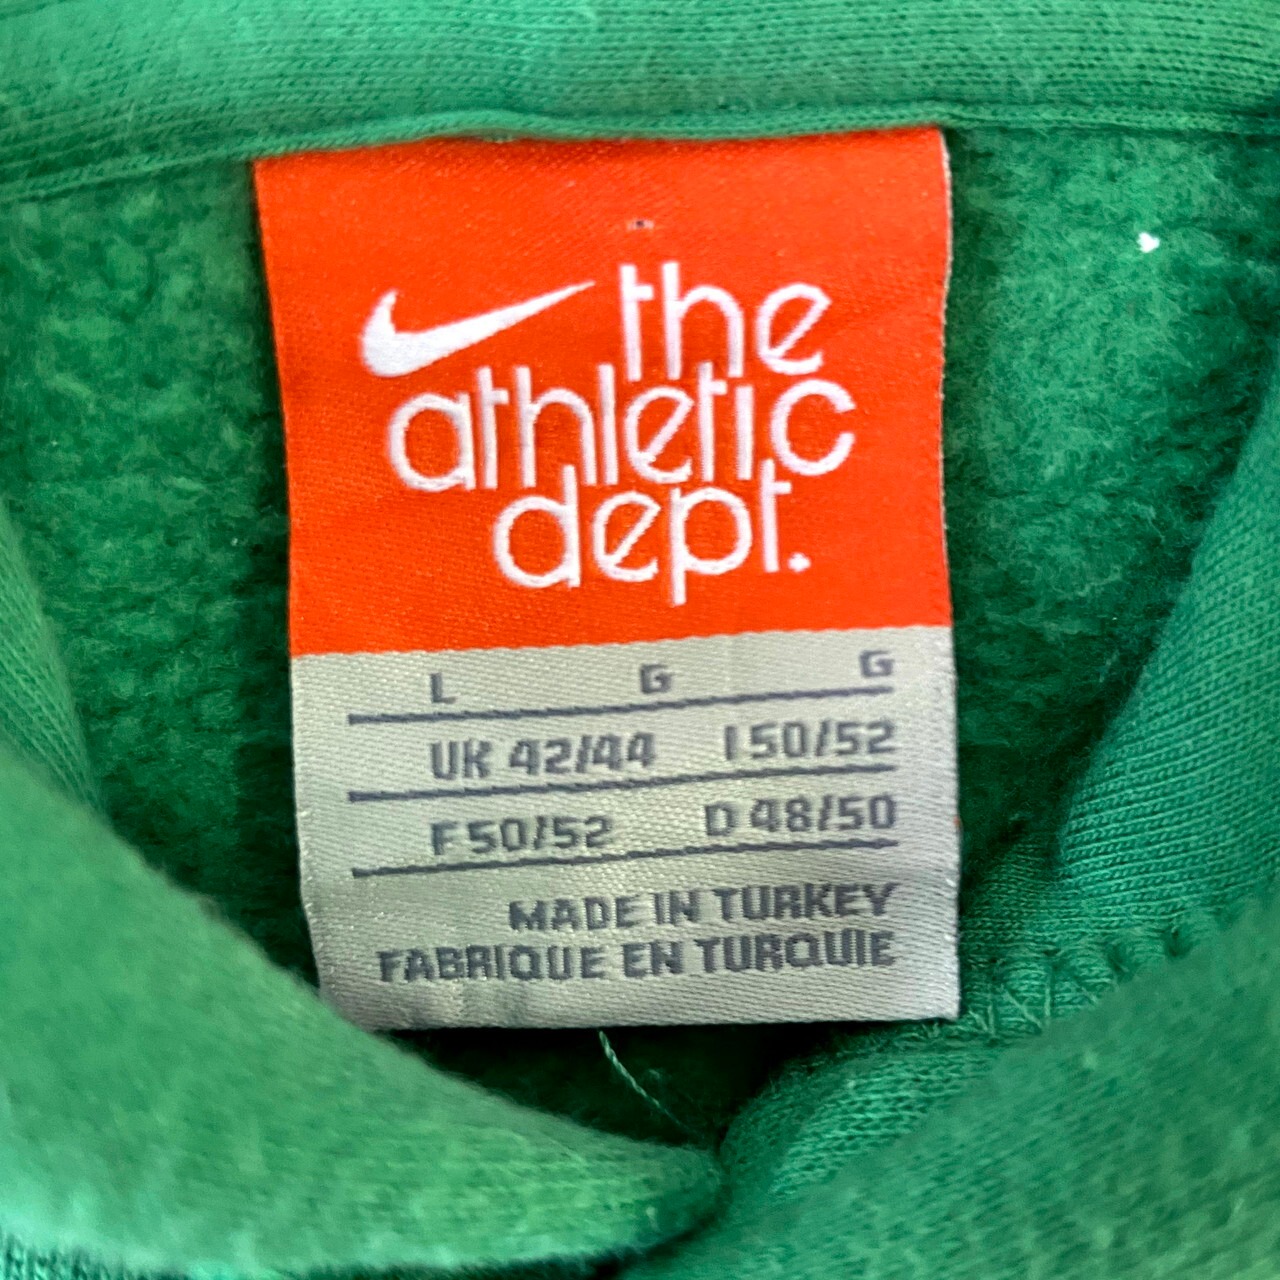 the
athletic
dept.
L G G
UK 42/44 I 50/52
F 50/52 D 48/50
MADE IN TURKEY
FABRIQUE EN TURQUIE